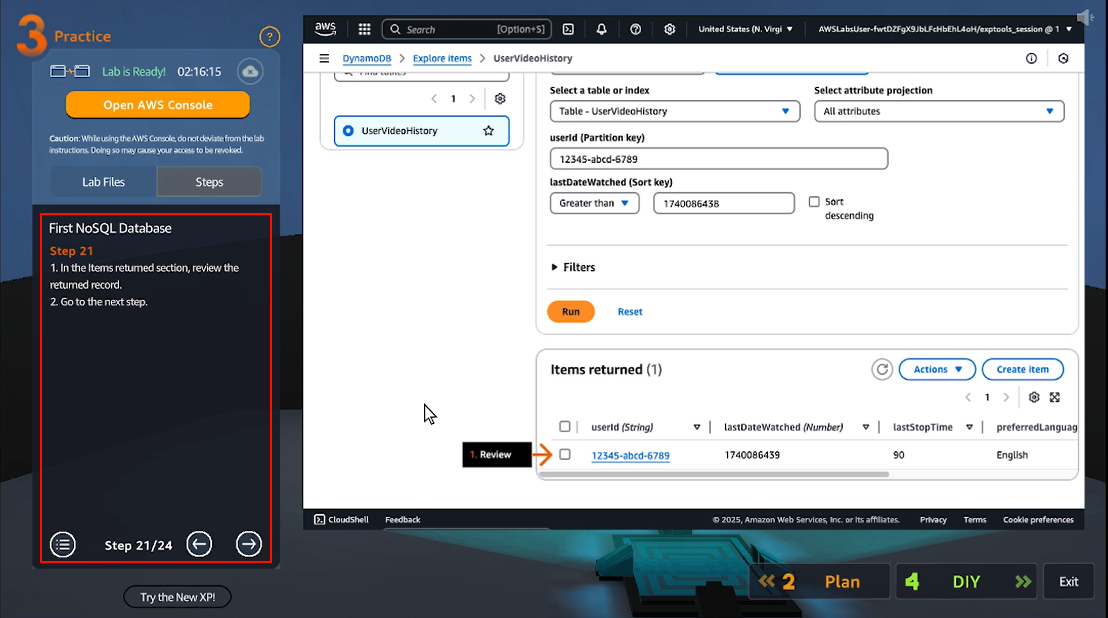 3 Practice
?
Lab is Ready! 02:16:15
Open AWS Console
Caution: While using the AWS Console, do not deviate from the lab
instructions. Doing so may cause your access to be revoked.
Lab Files Steps
First NoSQL Database
Step 21
1. In the Items returned section, review the
returned record.
2. Go to the next step.
Step 21/24
Try the New XP!
aws Search [Option+S] United States (N. Virgi AWSLabsUser-fwtDZFgX9JbLFcHbEhL4oH/exptools_session @ 1
DynamoDB Explore items UserVideoHistory
Find tables
1
UserVideoHistory
Select a table or index
Table - UserVideoHistory
Select attribute projection
All attributes
userId (Partition key)
12345-abcd-6789
lastDateWatched (Sort key)
Greater than 1740086438 Sort
descending
Filters
Run Reset
Items returned (1) Actions Create item
1
userId (String) lastDateWatched (Number) lastStopTime preferredLanguag
12345-abcd-6789 1740086439 90 English
1. Review
CloudShell Feedback © 2025, Amazon Web Services, Inc. or its affiliates. Privacy Terms Cookie preferences
2 Plan 4 DIY Exit